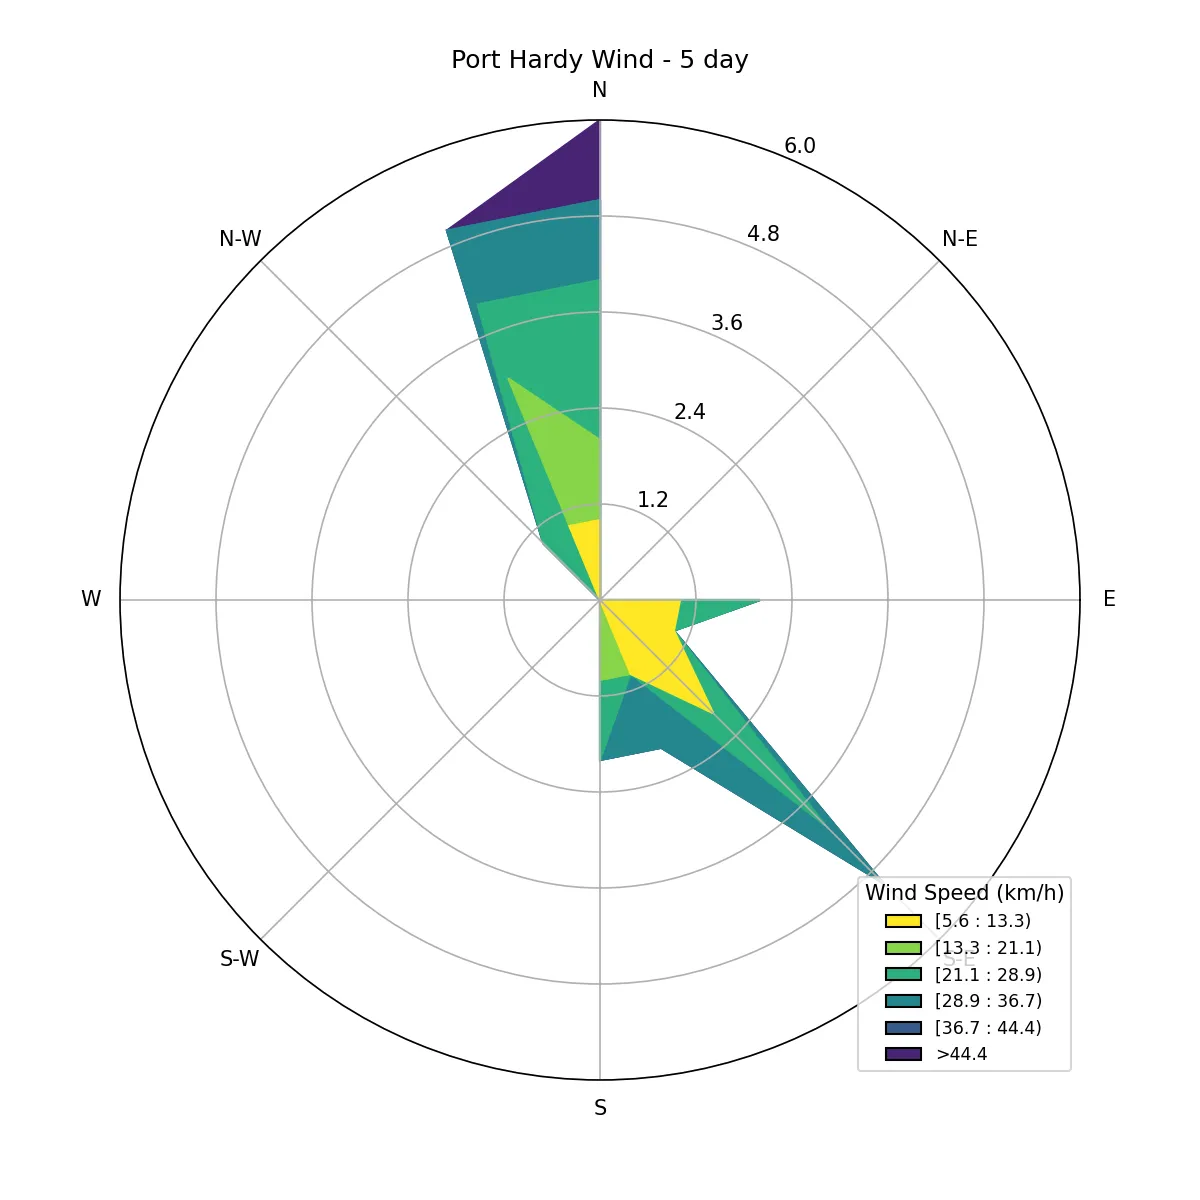 Port Hardy Wind - 5 day
N
6.0
N-W
N-E
4.8
3.6
2.4
1.2
W
E
Wind Speed (km/h)
[5.6 : 13.3)
[13.3 : 21.1)
S-W
S-E
[21.1 : 28.9)
[28.9 : 36.7)
[36.7 : 44.4)
>44.4
S